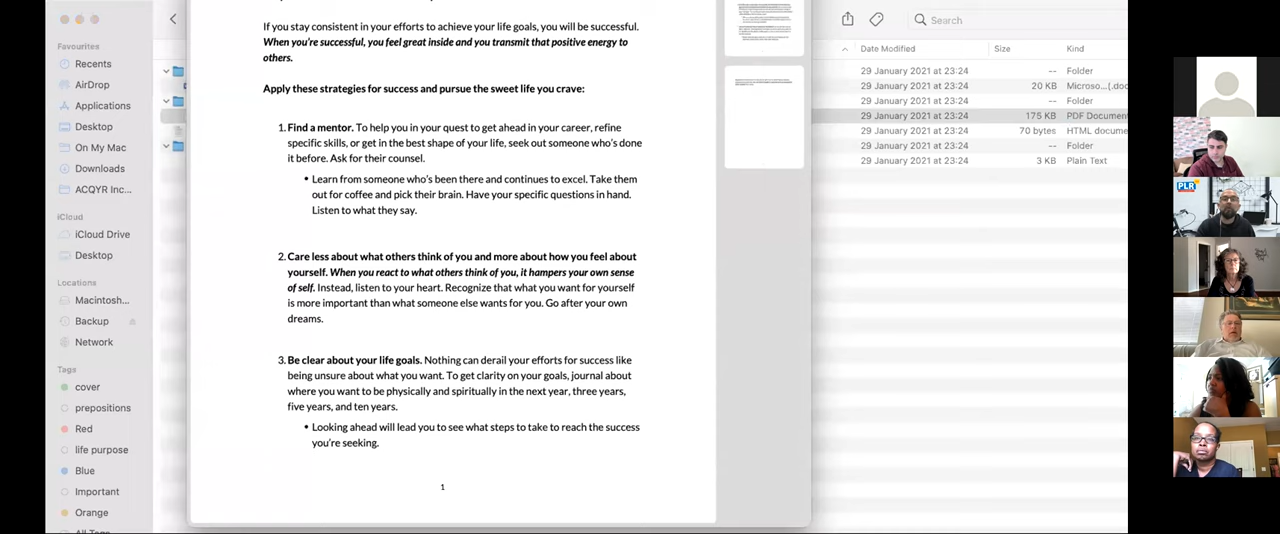 Favourites
Recents
AirDrop
Applications
Desktop
On My Mac
Downloads
ACQYR Inc...
iCloud
iCloud Drive
Desktop
Locations
Macintosh...
Backup
Network
Tags
cover
prepositions
Red
life purpose
Blue
Important
Orange
All Tags
If you stay consistent in your efforts to achieve your life goals, you will be successful.
When you're successful, you feel great inside and you transmit that positive energy to
others.
Apply these strategies for success and pursue the sweet life you crave:
1. Find a mentor. To help you in your quest to get ahead in your career, refine
specific skills, or get in the best shape of your life, seek out someone who's done
it before. Ask for their counsel.
• Learn from someone who's been there and continues to excel. Take them
out for coffee and pick their brain. Have your specific questions in hand.
Listen to what they say.
2. Care less about what others think of you and more about how you feel about
yourself. When you react to what others think of you, it hampers your own sense
of self. Instead, listen to your heart. Recognize that what you want for yourself
is more important than what someone else wants for you. Go after your own
dreams.
3. Be clear about your life goals. Nothing can derail your efforts for success like
being unsure about what you want. To get clarity on your goals, journal about
where you want to be physically and spiritually in the next year, three years,
five years, and ten years.
• Looking ahead will lead you to see what steps to take to reach the success
you're seeking.
1
Search
Date Modified Size Kind
29 January 2021 at 23:24 -- Folder
29 January 2021 at 23:24 20 KB Microso...[.doc
29 January 2021 at 23:24 -- Folder
29 January 2021 at 23:24 175 KB PDF Document
29 January 2021 at 23:24 70 bytes HTML docume
29 January 2021 at 23:24 3 KB Plain Text
PLR